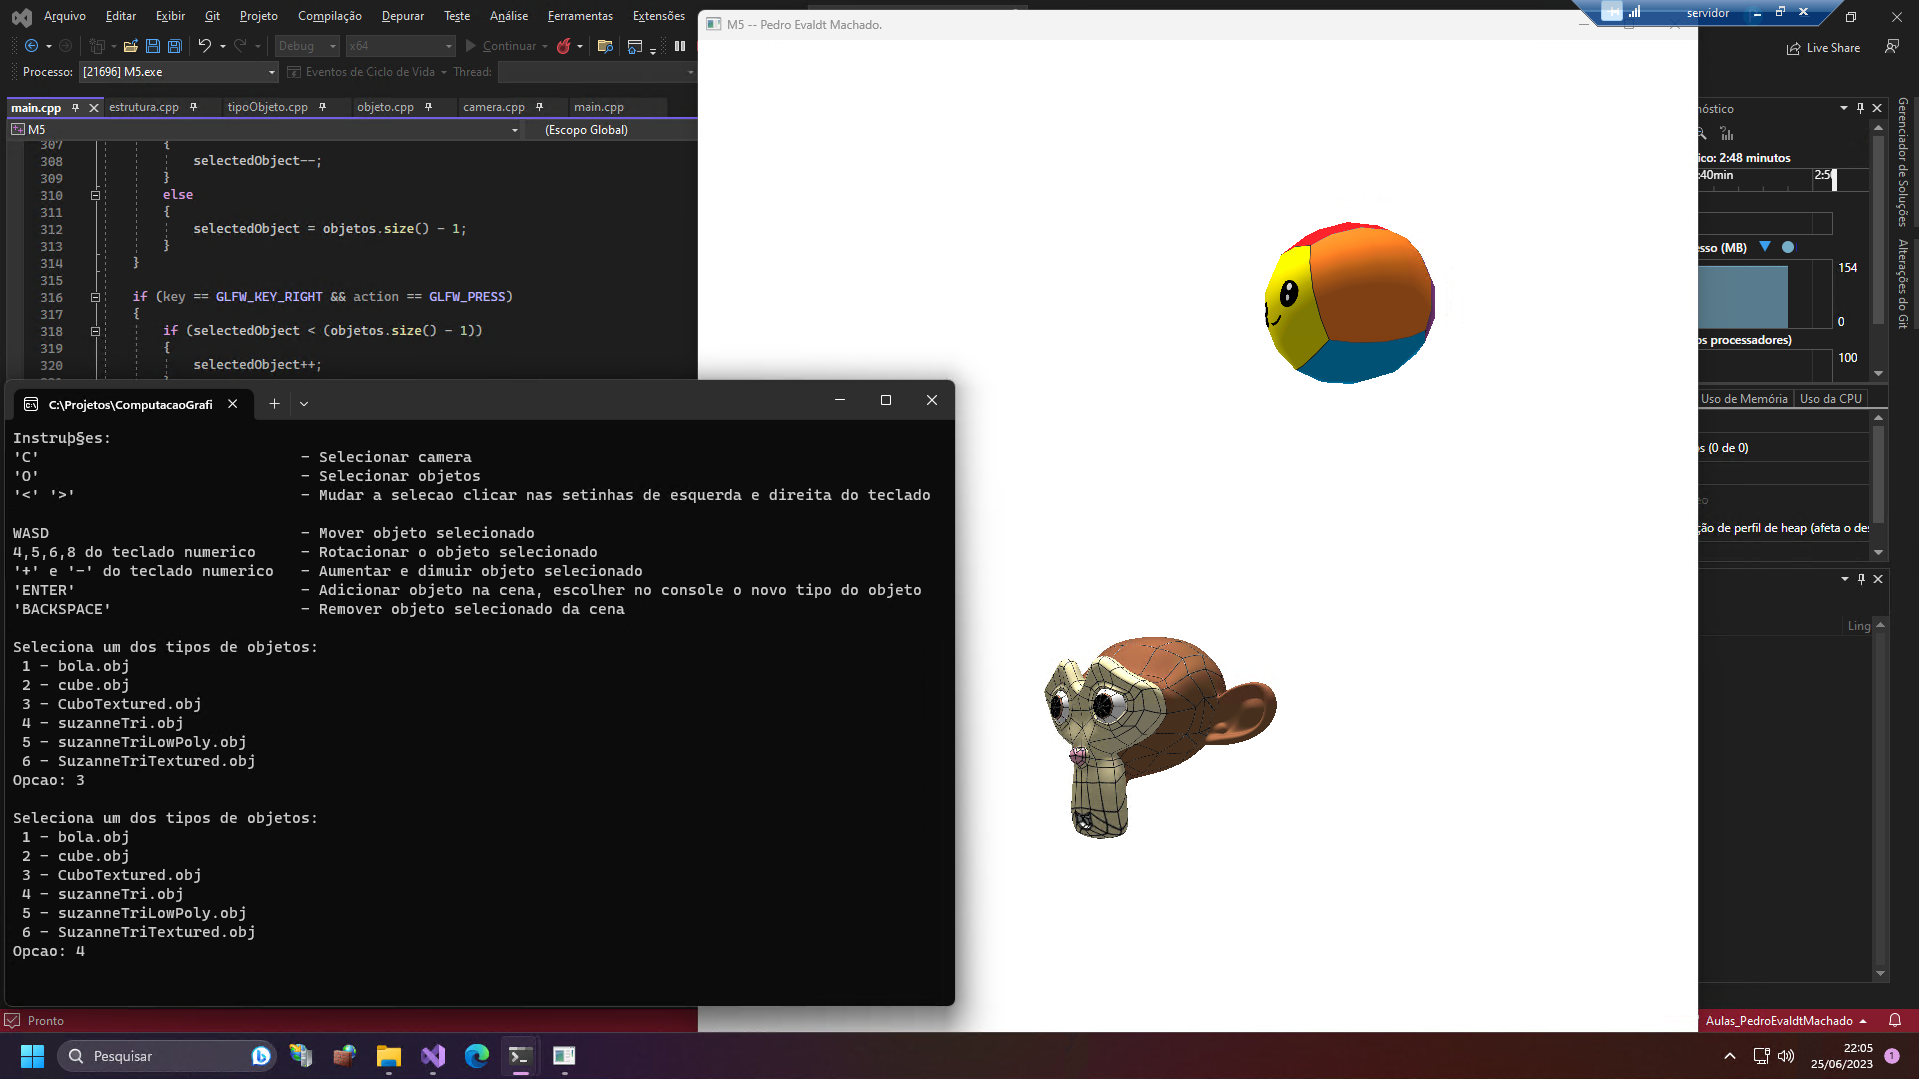 Arquivo Editar Exibir Git Projeto Compilação Depurar Teste Análise Ferramentas Extensões
M5 -- Pedro Evaldt Machado.
servidor
Debug x64 Continuar
Live Share
Processo: [21696] M5.exe Eventos de Ciclo de Vida Thread:
main.cpp estrutura.cpp tipoObjeto.cpp objeto.cpp camera.cpp main.cpp
M5 (Escopo Global)
307 {
308 selectedObject--;
309 }
310 else
311 {
312 selectedObject = objetos.size() - 1;
313 }
314 }
315
316 if (key == GLFW_KEY_RIGHT && action == GLFW_PRESS)
317 {
318 if (selectedObject < (objetos.size() - 1))
319 {
320 selectedObject++;
nóstico
ico: 2:48 minutos
:40min 2:50
esso (MB)
154
0
os processadores)
100
Uso de Memória Uso da CPU
s (0 de 0)
ção de perfil de heap (afeta o des
Ling
Gerenciador de Soluções
Alterações do Git
C:\Projetos\ComputacaoGrafi
Instruþ§es:
'C' - Selecionar camera
'O' - Selecionar objetos
'<' '>' - Mudar a selecao clicar nas setinhas de esquerda e direita do teclado
WASD - Mover objeto selecionado
4,5,6,8 do teclado numerico - Rotacionar o objeto selecionado
'+' e '-' do teclado numerico - Aumentar e dimuir objeto selecionado
'ENTER' - Adicionar objeto na cena, escolher no console o novo tipo do objeto
'BACKSPACE' - Remover objeto selecionado da cena
Seleciona um dos tipos de objetos:
1 - bola.obj
2 - cube.obj
3 - CuboTextured.obj
4 - suzanneTri.obj
5 - suzanneTriLowPoly.obj
6 - SuzanneTriTextured.obj
Opcao: 3
Seleciona um dos tipos de objetos:
1 - bola.obj
2 - cube.obj
3 - CuboTextured.obj
4 - suzanneTri.obj
5 - suzanneTriLowPoly.obj
6 - SuzanneTriTextured.obj
Opcao: 4
Pronto
Aulas_PedroEvaldtMachado
Pesquisar
22:05
25/06/2023
1